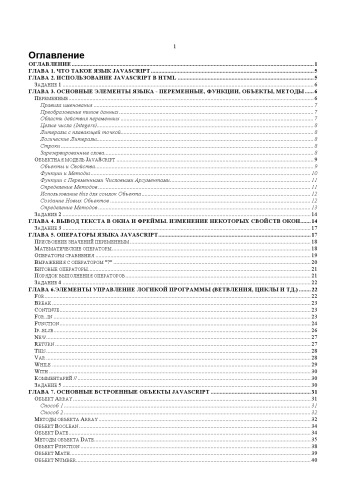 1
Оглавление
ОГЛАВЛЕНИЕ 1
ГЛАВА 1. ЧТО ТАКОЕ ЯЗЫК JAVASCRIPT 5
ГЛАВА 2. ИСПОЛЬЗОВАНИЕ JAVASCRIPT В HTML 5
ЗАДАНИЕ 1 6
ГЛАВА 3. ОСНОВНЫЕ ЭЛЕМЕНТЫ ЯЗЫКА - ПЕРЕМЕННЫЕ, ФУНКЦИИ, ОБЪЕКТЫ, МЕТОДЫ 6
ПЕРЕМЕННЫЕ 6
Правила именования 7
Преобразование типов данных 7
Область действия переменных 7
Целые числа (Integers) 8
Литералы с плавающей точкой 8
Логические Литералы 8
Строки 8
Зарезервированные слова 8
ОБЪЕКТНАЯ МОДЕЛЬ JAVASCRIPT 9
Объекты и Свойства 9
Функции и Методы 10
Функции с Переменными Числовыми Аргументами 11
Определение Методов 11
Использование this для ссылок Объекта 12
Создание Новых Объектов 12
Определение Методов 13
ЗАДАНИЕ 2 14
ГЛАВА 4. ВЫВОД ТЕКСТА В ОКНА И ФРЕЙМЫ. ИЗМЕНЕНИЕ НЕКОТОРЫХ СВОЙСТВ ОКОН 14
ЗАДАНИЕ 3 17
ГЛАВА 5. ОПЕРАТОРЫ ЯЗЫКА JAVASCRIPT 17
ПРИСВОЕНИЕ ЗНАЧЕНИЙ ПЕРЕМЕННЫМ 18
МАТЕМАТИЧЕСКИЕ ОПЕРАТОРЫ 18
ОПЕРАТОРЫ СРАВНЕНИЯ 19
ВЫРАЖЕНИЯ С ОПЕРАТОРОМ "?" 20
БИТОВЫЕ ОПЕРАТОРЫ 21
ПОРЯДОК ВЫПОЛНЕНИЯ ОПЕРАТОРОВ 21
ЗАДАНИЕ 4 22
ГЛАВА 6.ЭЛЕМЕНТЫ УПРАВЛЕНИЕ ЛОГИКОЙ ПРОГРАММЫ (ВЕТВЛЕНИЯ, ЦИКЛЫ И ТД.) 22
FOR 22
BREAK 23
CONTINUE 23
FOR..IN 23
FUNCTION 24
IF..ELSE 26
NEW 27
RETURN 27
THIS 28
VAR 28
WHILE 29
WITH 29
КОММЕНТАРИЙ // 30
ЗАДАНИЕ 5 30
ГЛАВА 7. ОСНОВНЫЕ ВСТРОЕННЫЕ ОБЪЕКТЫ JAVASCRIPT 31
ОБЪЕКТ ARRAY 31
Способ 1 31
Способ 2 32
МЕТОДЫ ОБЪЕКТА ARRAY 32
ОБЪЕКТ BOOLEAN 34
ОБЪЕКТ DATE 34
МЕТОДЫ ОБЪЕКТА DATE 35
ОБЪЕКТ FUNCTION 38
ОБЪЕКТ MATH 39
ОБЪЕКТ NUMBER 40